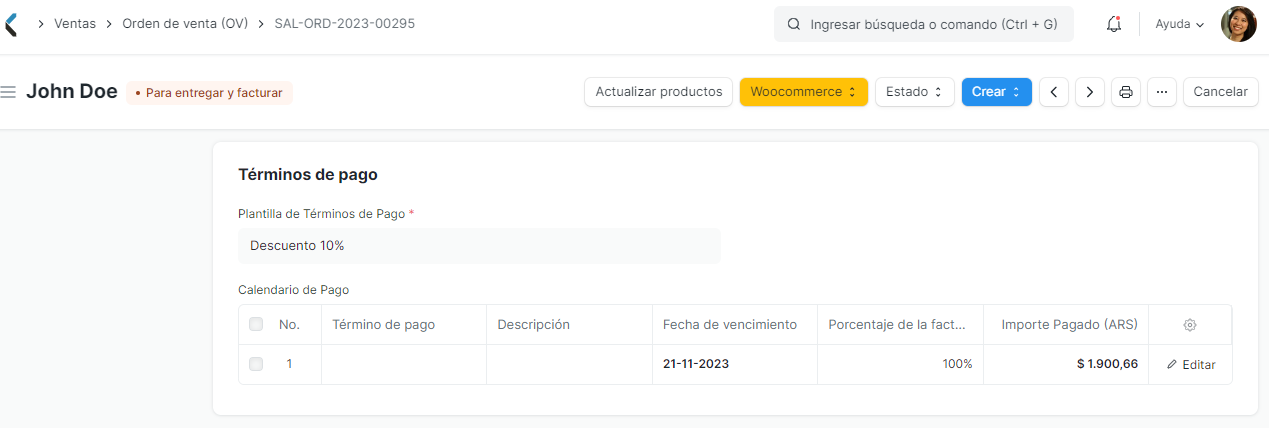 Ventas Orden de venta (OV) SAL-ORD-2023-00295 Ingresar búsqueda o comando (Ctrl + G) Ayuda
John Doe Para entregar y facturar Actualizar productos Woocommerce Estado Crear ... Cancelar
Términos de pago
Plantilla de Términos de Pago *
Descuento 10%
Calendario de Pago
No. Término de pago Descripción Fecha de vencimiento Porcentaje de la fact... Importe Pagado (ARS)
1 21-11-2023 100% $ 1.900,66 Editar